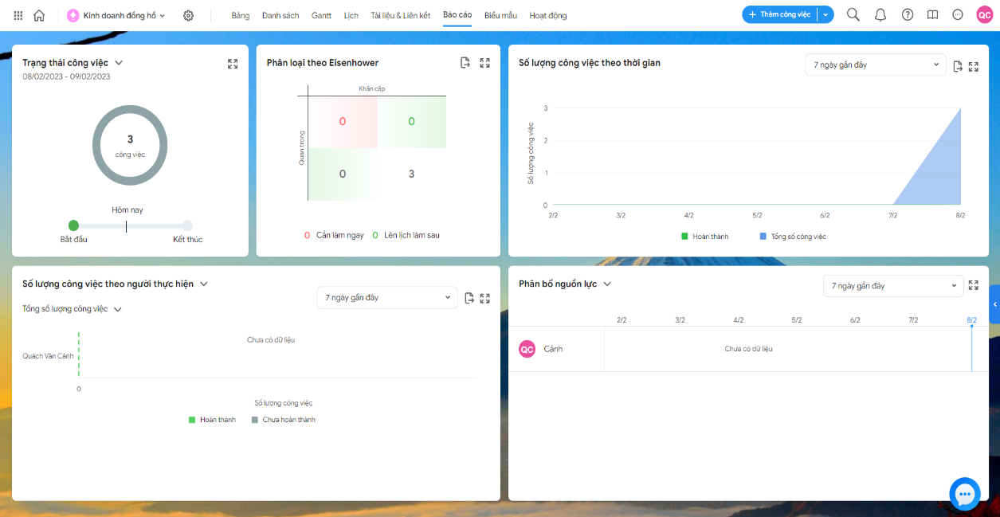 Kinh doanh đồng hồ
Bảng Danh sách Gantt Lịch Tài liệu & Liên kết Báo cáo Biểu mẫu Hoạt động
+ Thêm công việc
QC
Trạng thái công việc
08/02/2023 - 09/02/2023
3
công việc
Hôm nay
Bắt đầu Kết thúc
Phân loại theo Eisenhower
Khẩn cấp
Quan trọng
0 0
0 3
0 Cần làm ngay 0 Lên lịch làm sau
Số lượng công việc theo thời gian
7 ngày gần đây
Số lượng công việc
3
2
1
0
2/2 3/2 4/2 5/2 6/2 7/2 8/2
Hoàn thành Tổng số công việc
Số lượng công việc theo người thực hiện
7 ngày gần đây
Tổng số lượng công việc
Chưa có dữ liệu
Quách Văn Cảnh
0
Số lượng công việc
Hoàn thành Chưa hoàn thành
Phân bổ nguồn lực
7 ngày gần đây
2/2 3/2 4/2 5/2 6/2 7/2 8/2
QC Cảnh
Chưa có dữ liệu